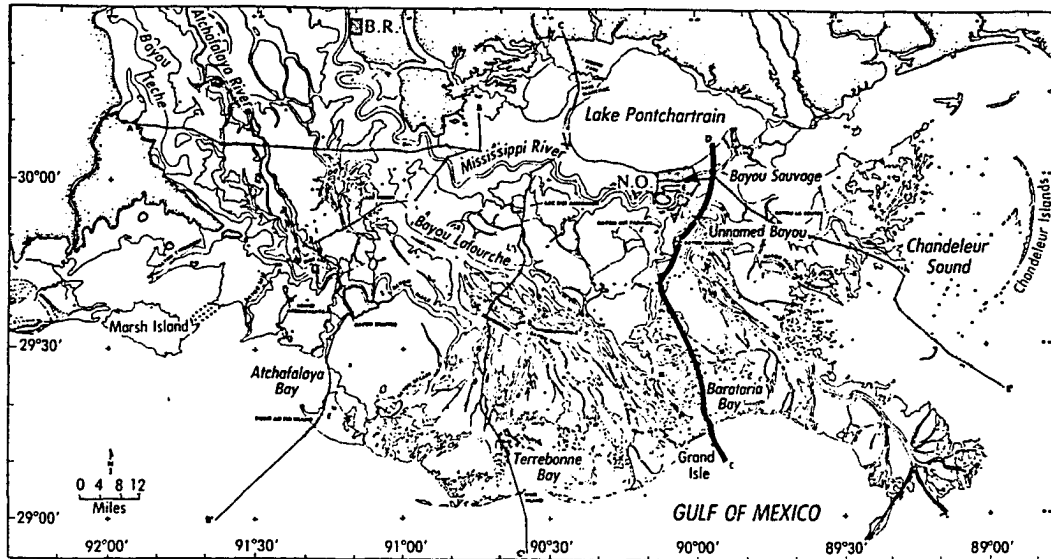 B.R.
Atchafalaya River
Bayou
Teche
Lake Pontchartrain
Mississippi River
30°00'
N.O.
Bayou Sauvage
Unnamed Bayou
Bayou Lafourche
Chandeleur
Sound
Chandeleur Islands
Marsh Island
29°30'
Atchafalaya
Bay
Barataria
Bay
Terrebonne
Bay
Grand
Isle
0 4 8 12
Miles
GULF OF MEXICO
29°00'
92°00'
91°30'
91°00'
90°30'
90°00'
89°30'
89°00'